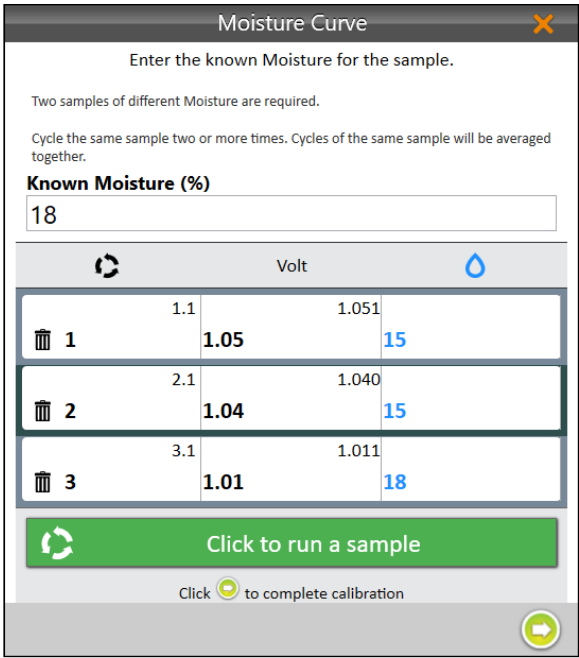 Moisture Curve
Enter the known Moisture for the sample.
Two samples of different Moisture are required.
Cycle the same sample two or more times. Cycles of the same sample will be averaged
together.
Known Moisture (%)
18
Volt
1.1 1.051
1 1.05 15
2.1 1.040
2 1.04 15
3.1 1.011
3 1.01 18
Click to run a sample
Click to complete calibration